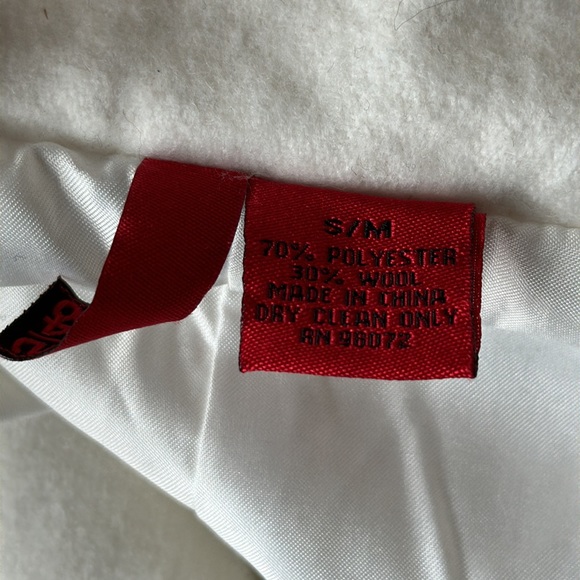 S/M
70% POLYESTER
30% WOOL
MADE IN CHINA
DRY CLEAN ONLY
RN 98072